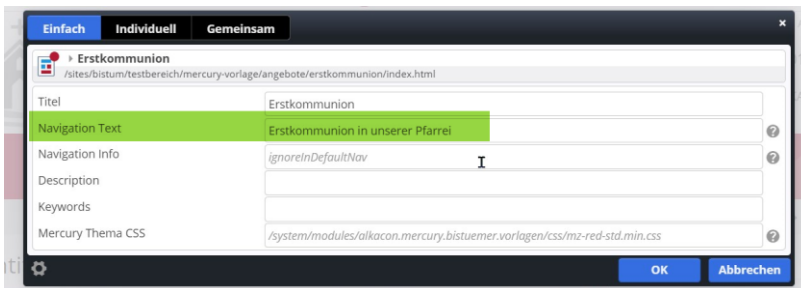 Einfach Individuell Gemeinsam
Erstkommunion
/sites/bistum/testbereich/mercury-vorlage/angebote/erstkommunion/index.html
Titel Erstkommunion
Navigation Text Erstkommunion in unserer Pfarrei
Navigation Info ignoreInDefaultNav
Description
Keywords
Mercury Thema CSS /system/modules/alkacon.mercury.bistuemer.vorlagen/css/mz-red-std.min.css
OK Abbrechen